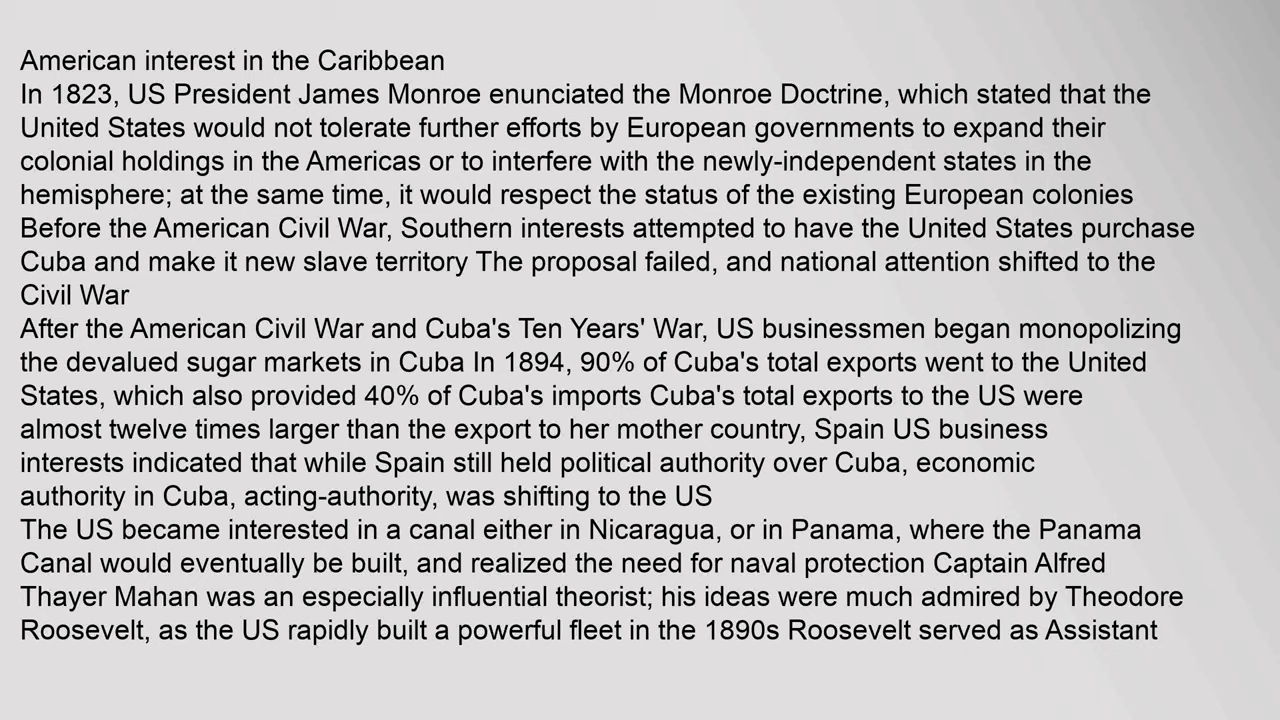 American interest in the Caribbean
In 1823, US President James Monroe enunciated the Monroe Doctrine, which stated that the
United States would not tolerate further efforts by European governments to expand their
colonial holdings in the Americas or to interfere with the newly-independent states in the
hemisphere; at the same time, it would respect the status of the existing European colonies
Before the American Civil War, Southern interests attempted to have the United States purchase
Cuba and make it new slave territory The proposal failed, and national attention shifted to the
Civil War
After the American Civil War and Cuba's Ten Years' War, US businessmen began monopolizing
the devalued sugar markets in Cuba In 1894, 90% of Cuba's total exports went to the United
States, which also provided 40% of Cuba's imports Cuba's total exports to the US were
almost twelve times larger than the export to her mother country, Spain US business
interests indicated that while Spain still held political authority over Cuba, economic
authority in Cuba, acting-authority, was shifting to the US
The US became interested in a canal either in Nicaragua, or in Panama, where the Panama
Canal would eventually be built, and realized the need for naval protection Captain Alfred
Thayer Mahan was an especially influential theorist; his ideas were much admired by Theodore
Roosevelt, as the US rapidly built a powerful fleet in the 1890s Roosevelt served as Assistant